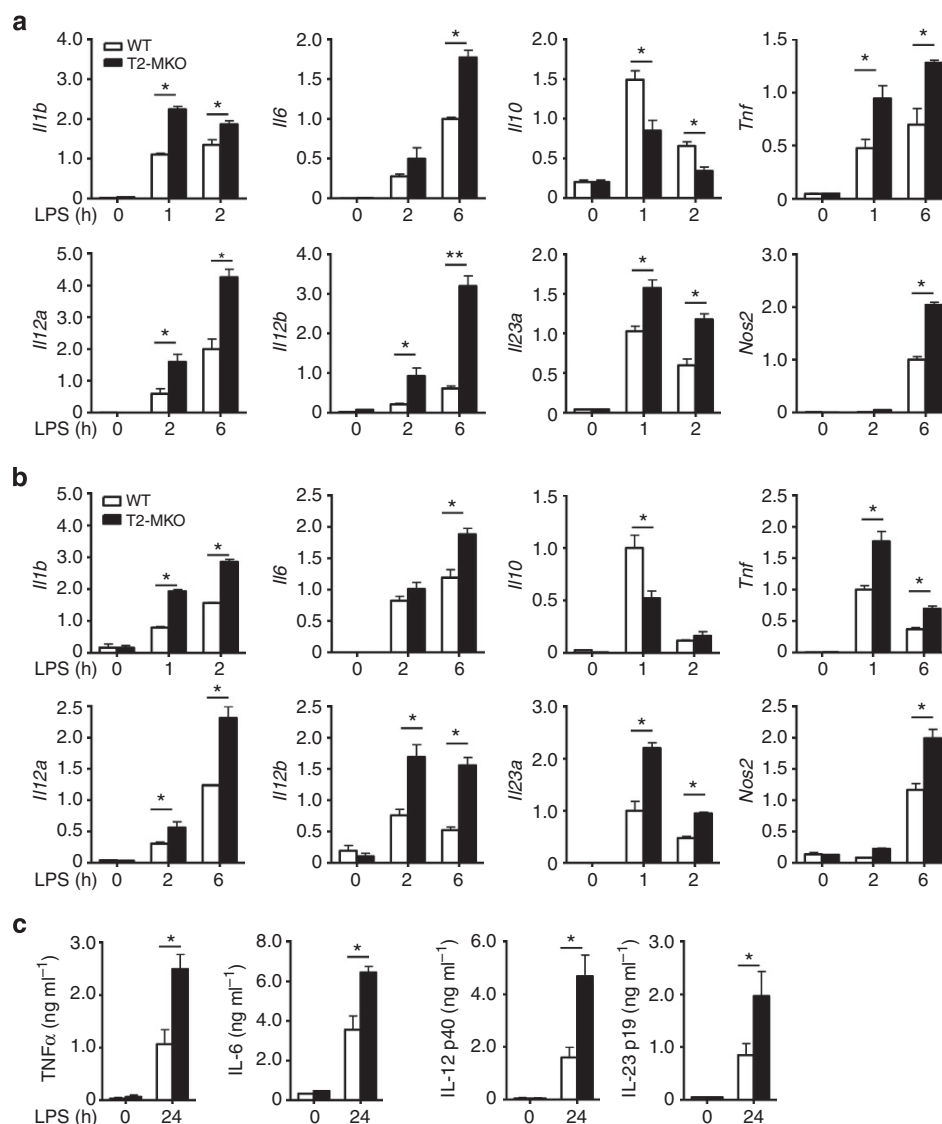 a
WT
T2-MKO
Il1b
4.0
3.0
2.0
1.0
0
* *
LPS (h) 0 1 2
Il6
2.0
1.5
1.0
0.5
0
*
0 2 6
Il10
2.0
1.5
1.0
0.5
0
* *
0 1 2
Tnf
1.5
1.0
0.5
0
* *
0 1 6
Il12a
5.0
4.0
3.0
2.0
1.0
0
* *
LPS (h) 0 2 6
Il12b
4.0
3.0
2.0
1.0
0
* **
0 2 6
Il23a
2.0
1.5
1.0
0.5
0
* *
0 1 2
Nos2
3.0
2.0
1.0
0
*
0 2 6
b
WT
T2-MKO
Il1b
5.0
4.0
3.0
2.0
1.0
0
* *
LPS (h) 0 1 2
Il6
2.5
2.0
1.5
1.0
0.5
0
*
0 2 6
Il10
1.5
1.0
0.5
0
*
0 1 2
Tnf
2.5
2.0
1.5
1.0
0.5
0
* *
0 1 6
Il12a
2.5
2.0
1.5
1.0
0.5
0
* *
LPS (h) 0 2 6
Il12b
2.5
2.0
1.5
1.0
0.5
0
* *
0 2 6
Il23a
3.0
2.0
1.0
0
* *
0 1 2
Nos2
2.5
2.0
1.5
1.0
0.5
0
*
0 2 6
c
TNFα (ng ml⁻¹)
3.0
2.0
1.0
0
*
LPS (h) 0 24
IL-6 (ng ml⁻¹)
8.0
6.0
4.0
2.0
0
*
0 24
IL-12 p40 (ng ml⁻¹)
6.0
4.0
2.0
0
*
0 24
IL-23 p19 (ng ml⁻¹)
3.0
2.0
1.0
0
*
0 24